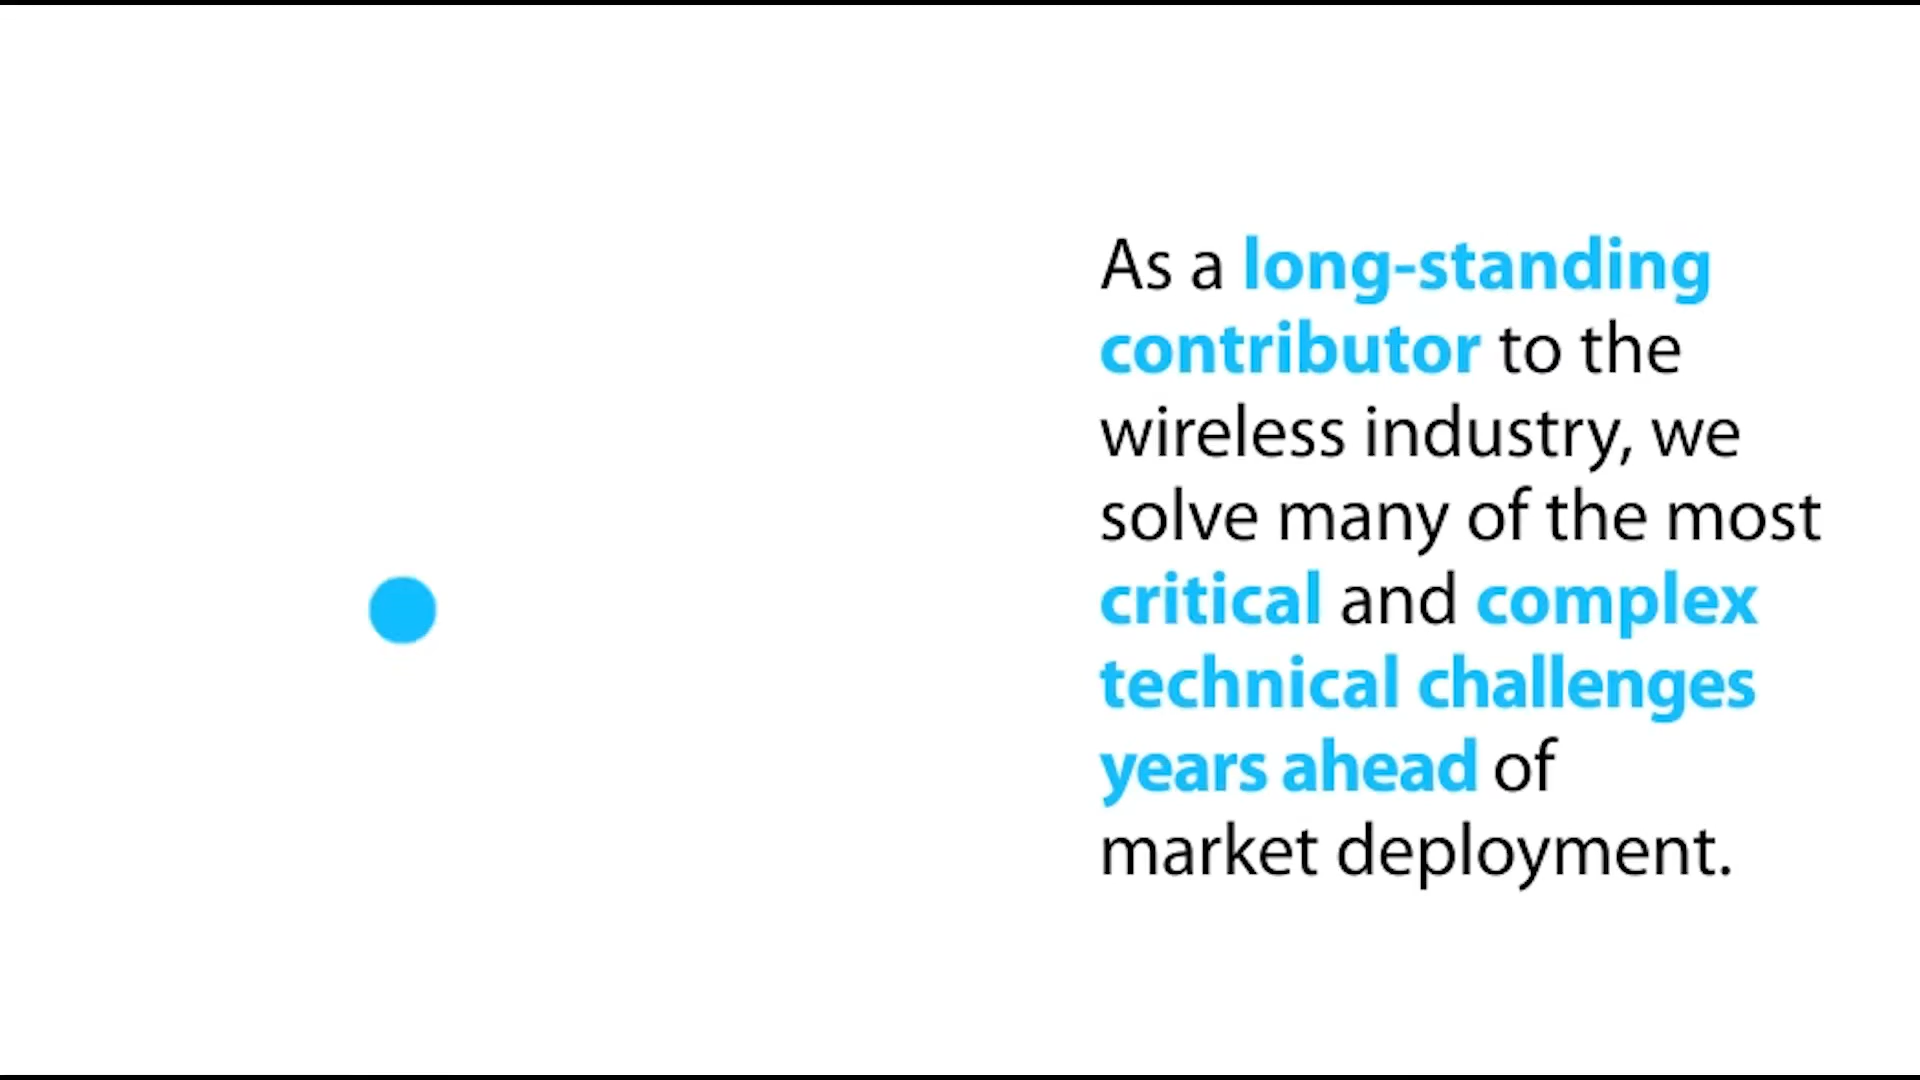 As a long-standing
contributor to the
wireless industry, we
solve many of the most
critical and complex
technical challenges
years ahead of
market deployment.